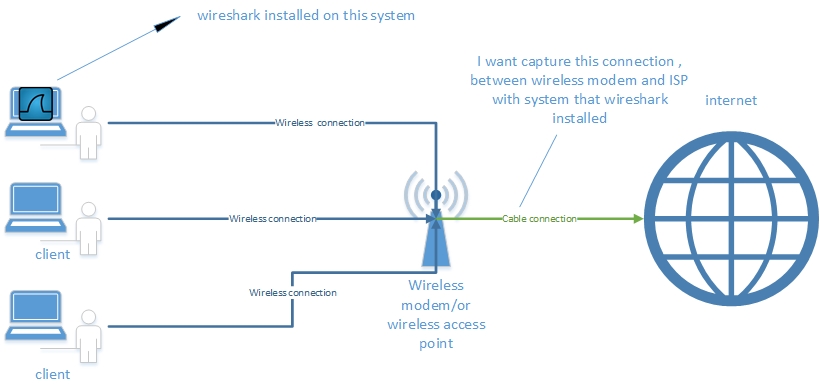 wireshark installed on this system
I want capture this connection ,
between wireless modem and ISP
with system that wireshark
installed
internet
Wireless connection
Wireless connection
Cable connection
client
Wireless connection
Wireless
modem/or
wireless access
point
client